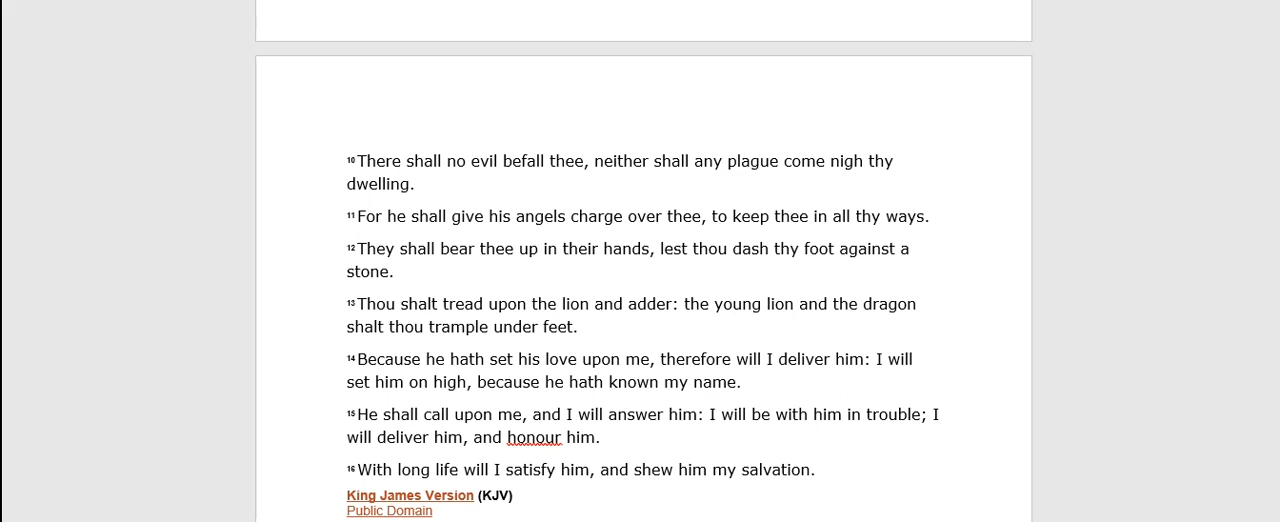 10There shall no evil befall thee, neither shall any plague come nigh thy
dwelling.
11For he shall give his angels charge over thee, to keep thee in all thy ways.
12They shall bear thee up in their hands, lest thou dash thy foot against a
stone.
13Thou shalt tread upon the lion and adder: the young lion and the dragon
shalt thou trample under feet.
14Because he hath set his love upon me, therefore will I deliver him: I will
set him on high, because he hath known my name.
15He shall call upon me, and I will answer him: I will be with him in trouble; I
will deliver him, and honour him.
16With long life will I satisfy him, and shew him my salvation.
King James Version (KJV)
Public Domain